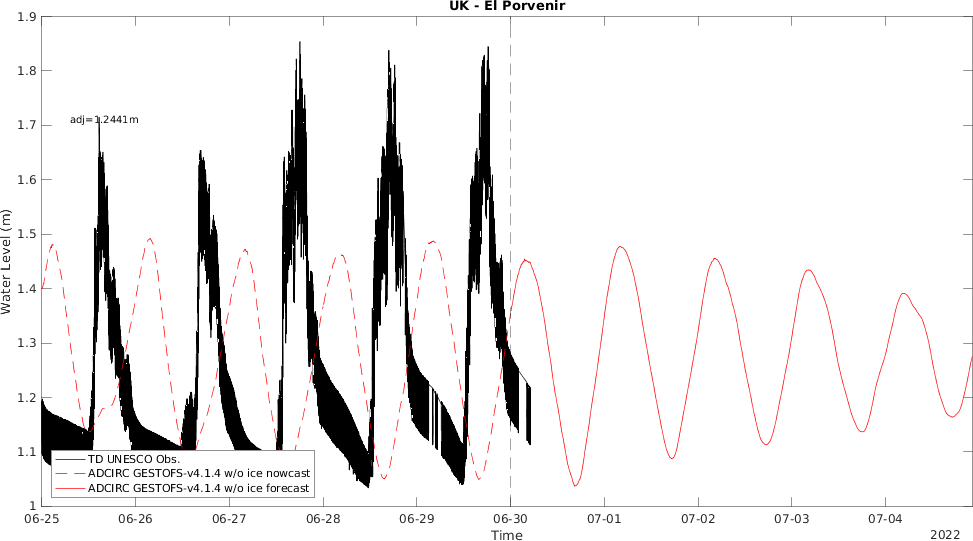 UK - El Porvenir
1.9
1.8
1.7
1.6
1.5
1.4
1.3
1.2
1.1
1
Water Level (m)
adj=1.2441m
TD UNESCO Obs.
ADCIRC GESTOFS-v4.1.4 w/o ice nowcast
ADCIRC GESTOFS-v4.1.4 w/o ice forecast
06-25 06-26 06-27 06-28 06-29 06-30 07-01 07-02 07-03 07-04
Time
2022